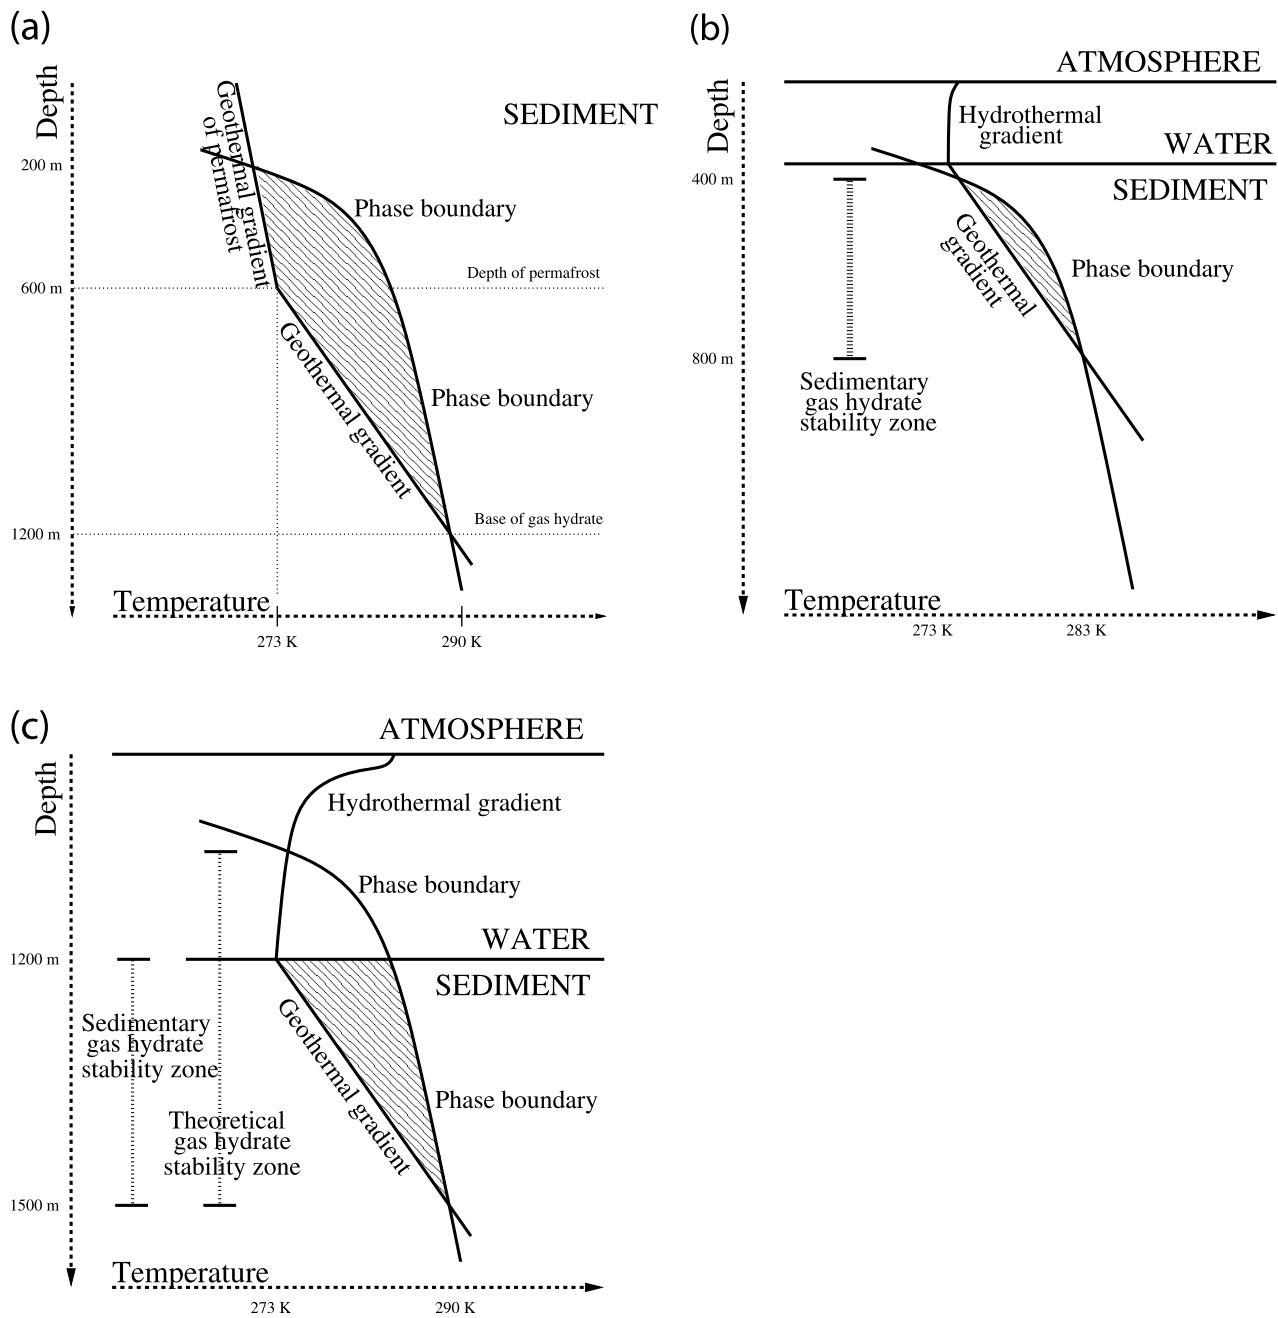 (a)
Depth
SEDIMENT
200 m
Geothermal gradient
of permafrost
Phase boundary
Depth of permafrost
600 m
Geothermal gradient
Phase boundary
Base of gas hydrate
1200 m
Temperature
273 K
290 K
(b)
ATMOSPHERE
Depth
Hydrothermal
gradient
WATER
400 m
SEDIMENT
Geothermal
gradient
Phase boundary
800 m
Sedimentary
gas hydrate
stability zone
Temperature
273 K
283 K
(c)
ATMOSPHERE
Depth
Hydrothermal gradient
Phase boundary
WATER
1200 m
SEDIMENT
Sedimentary
gas hydrate
stability zone
Geothermal gradient
Phase boundary
Theoretical
gas hydrate
stability zone
1500 m
Temperature
273 K
290 K